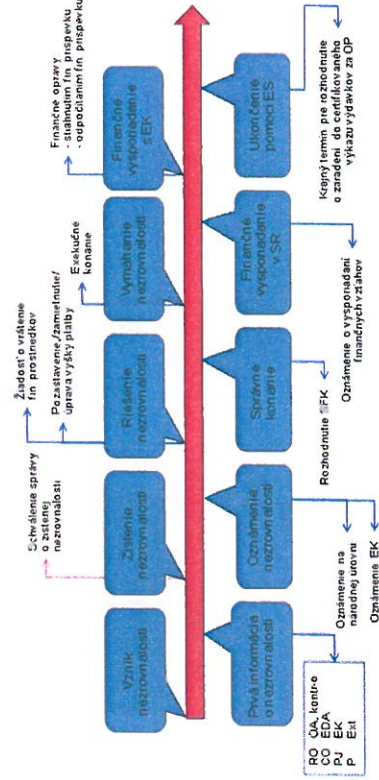 Vznik
nezrovnalosti
Zistenie
nezrovnalosti
Riešenie
nezrovnalosti
Vymáhanie
nezrovnalosti
Finančné
vysporiadanie
s EK
Schválenie správy
o zistenej
nezrovnalosti
Žiadosť o vrátenie
fin prostriedkov
Pozastavenie/zamietnutie/
úprava výšky platby
Exekučné
konanie
Finančné opravy
- stiahnutím fin. príspevku
- odpočítaním fin. príspevku
Prvá informácia
o nezrovnalosti
Oznámenie
nezrovnalosti
Správne
konanie
Finančné
vysporiadanie
v SR
Ukončenie
pomoci ES
RO OA,
CO EDA
PJ EK
P Ext
Oznámenie na
národnej úrovni
Oznámenie EK
Rozhodnutie SFK
Oznámenie o vysporiadaní
finančných vzťahov
Krajný termín pre rozhodnutie
o zaradení do certifikovaného
výkazu výdavkov za OP